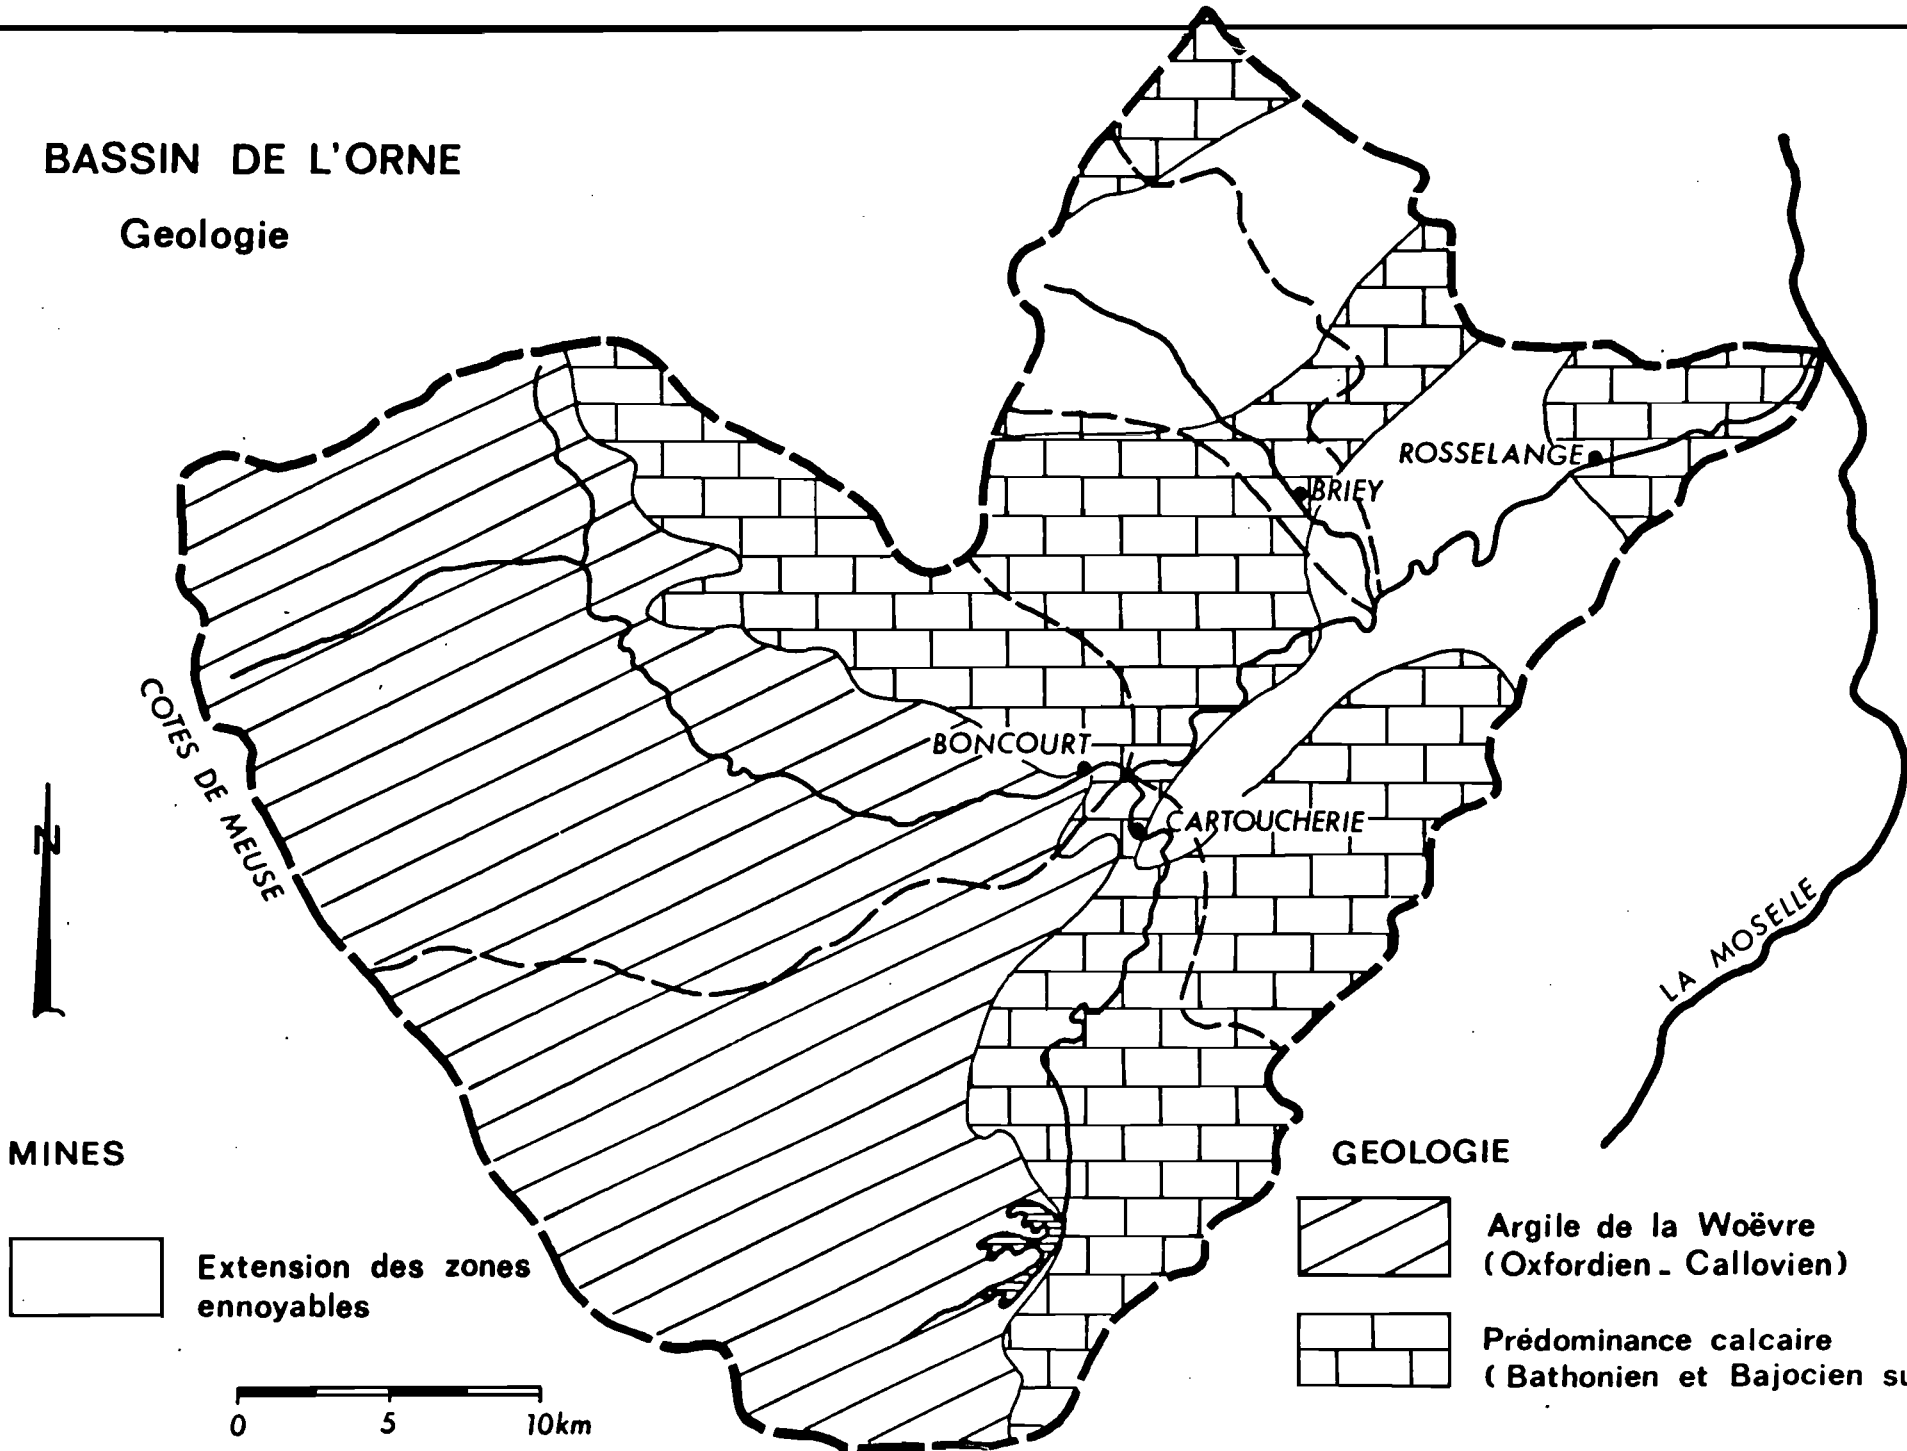 BASSIN DE L'ORNE
Geologie
ROSSELANGE
BRIEY
COTES DE MEUSE
BONCOURT
CARTOUCHERIE
N
LA MOSELLE
MINES
Extension des zones
ennoyables
0 5 10km
GEOLOGIE
Argile de la Woëvre
(Oxfordien - Callovien)
Prédominance calcaire
( Bathonien et Bajocien su